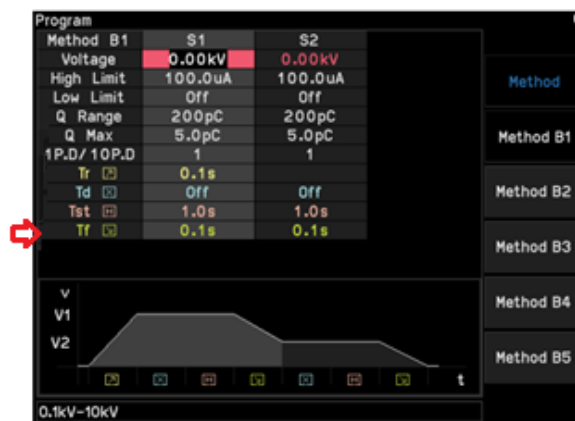 Program
Method B1 S1 S2
Voltage 0.00kV 0.00kV
High Limit 100.0uA 100.0uA
Low Limit Off Off
Q Range 200pC 200pC
Q Max 5.0pC 5.0pC
1P.D/10P.D 1 1
Tr 0.1s
Td Off Off
Tst 1.0s 1.0s
Tf 0.1s 0.1s
Method
Method B1
Method B2
Method B3
Method B4
Method B5
V
V1
V2
t
0.1kV-10kV